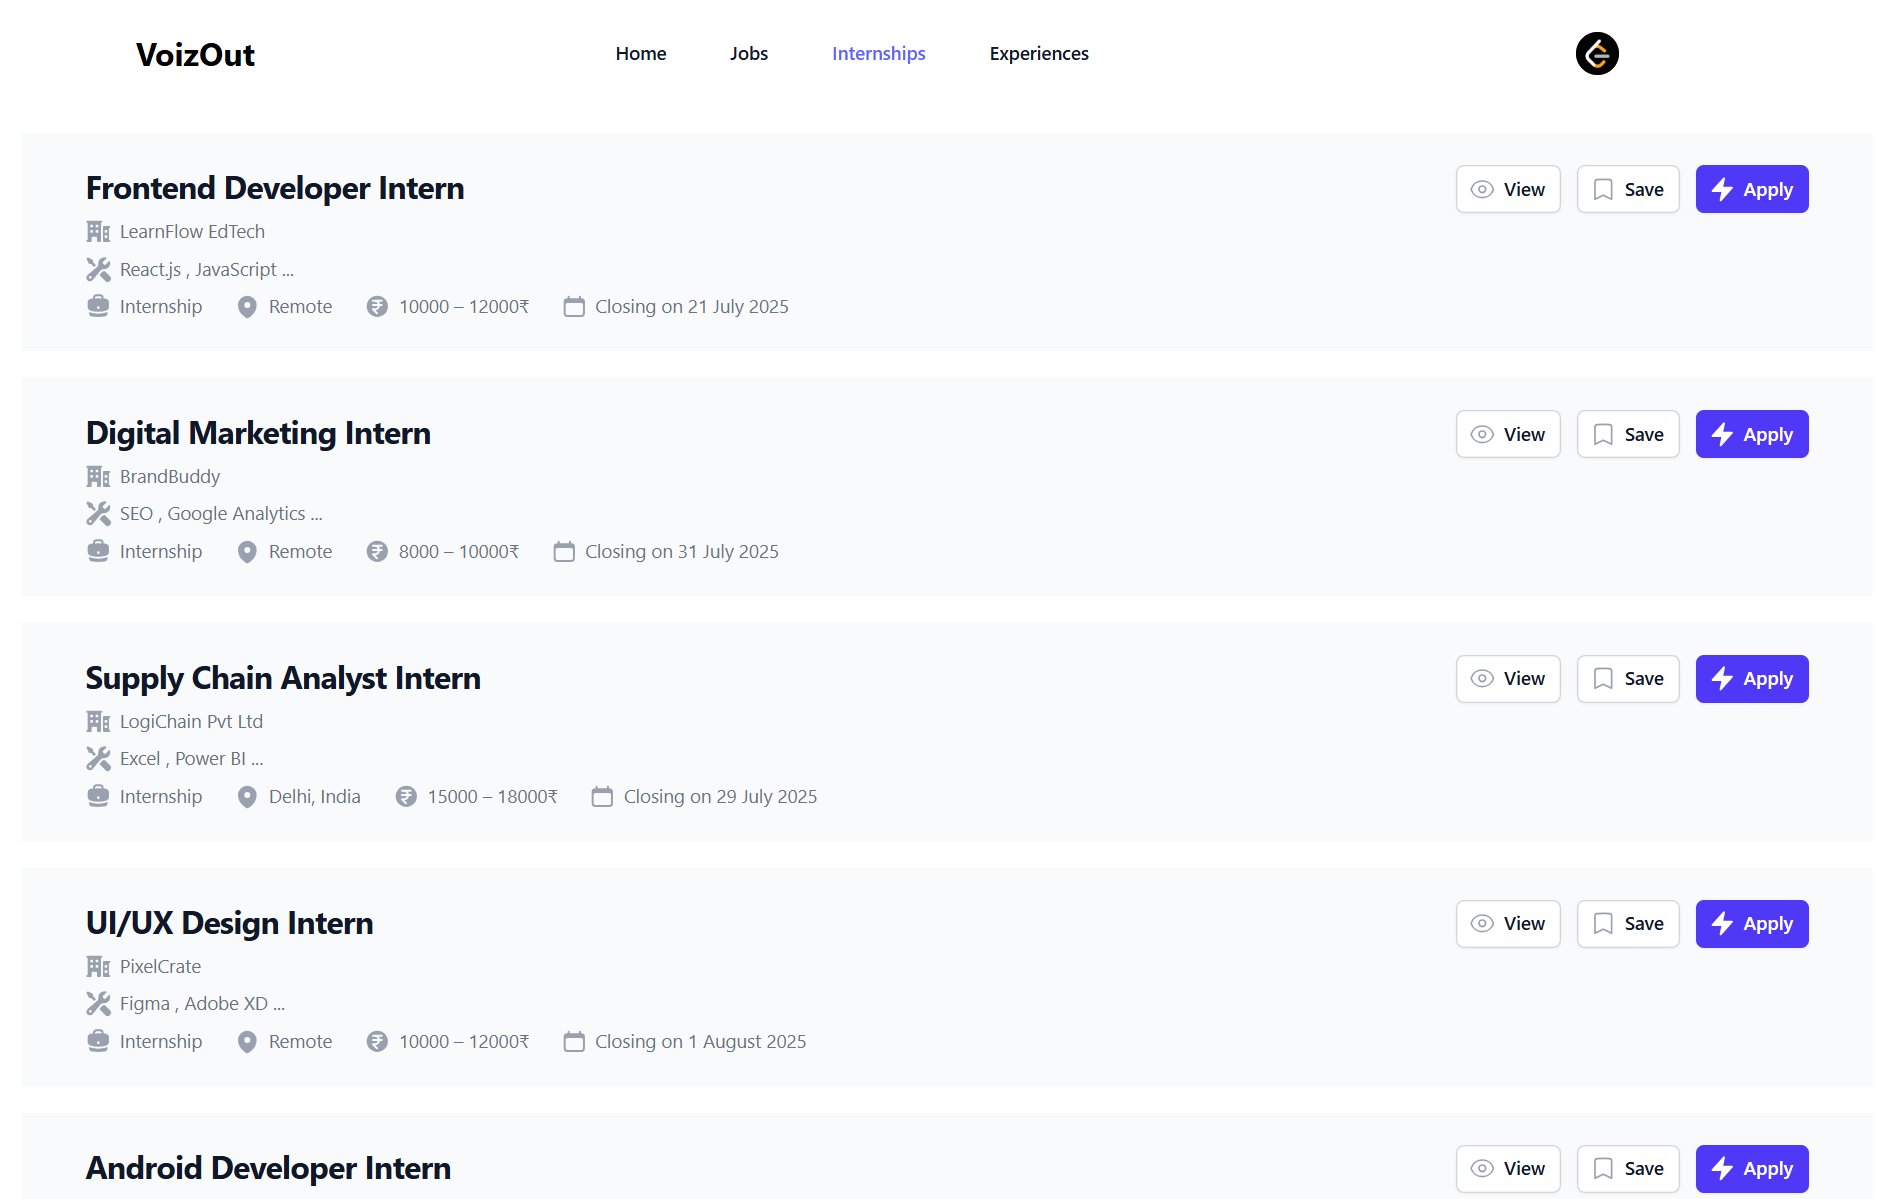 VoizOut Home Jobs Internships Experiences
Frontend Developer Intern View Save Apply
LearnFlow EdTech
React.js , JavaScript ...
Internship Remote 10000 – 12000₹ Closing on 21 July 2025
Digital Marketing Intern View Save Apply
BrandBuddy
SEO , Google Analytics ...
Internship Remote 8000 – 10000₹ Closing on 31 July 2025
Supply Chain Analyst Intern View Save Apply
LogiChain Pvt Ltd
Excel , Power BI ...
Internship Delhi, India 15000 – 18000₹ Closing on 29 July 2025
UI/UX Design Intern View Save Apply
PixelCrate
Figma , Adobe XD ...
Internship Remote 10000 – 12000₹ Closing on 1 August 2025
Android Developer Intern View Save Apply